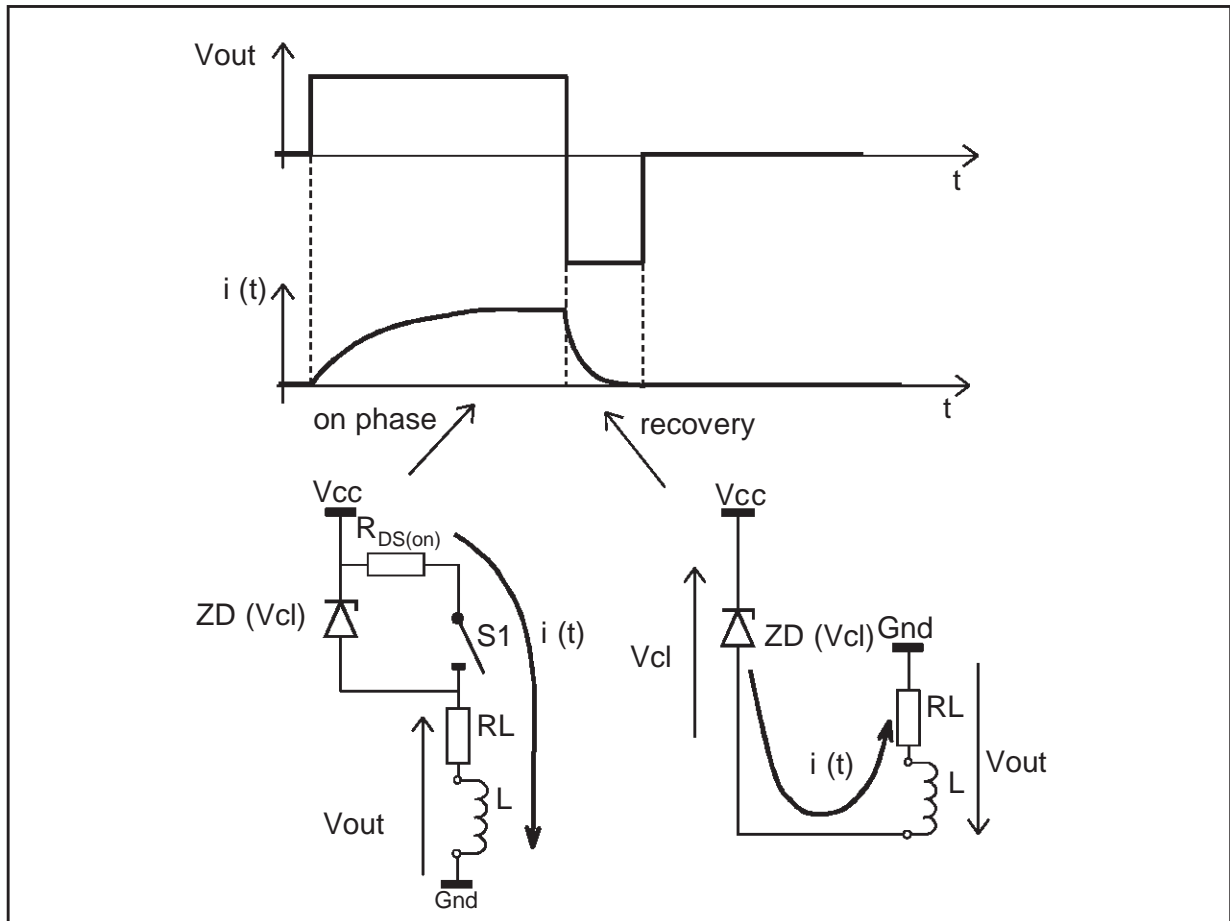 Vout
t
i (t)
t
on phase
recovery
Vcc
RDS(on)
ZD (Vcl)
S1
i (t)
RL
L
Vout
Gnd
Vcc
Vcl
ZD (Vcl)
Gnd
RL
i (t)
L
Vout